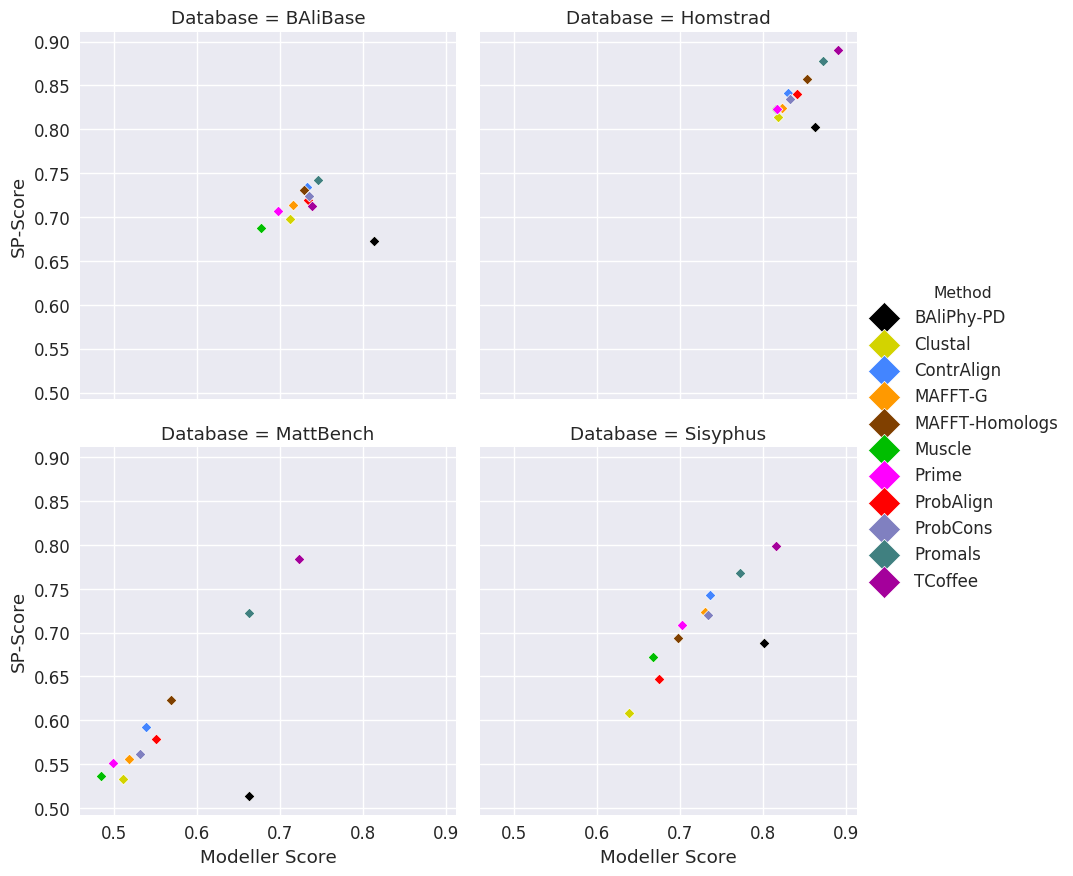 Database = BAliBase
Database = Homstrad
0.90
0.85
0.80
0.75
0.70
0.65
0.60
0.55
0.50
SP-Score
Database = MattBench
Database = Sisyphus
0.90
0.85
0.80
0.75
0.70
0.65
0.60
0.55
0.50
SP-Score
0.5 0.6 0.7 0.8 0.9
Modeller Score
0.5 0.6 0.7 0.8 0.9
Modeller Score
Method
BAliPhy-PD
Clustal
ContrAlign
MAFFT-G
MAFFT-Homologs
Muscle
Prime
ProbAlign
ProbCons
Promals
TCoffee